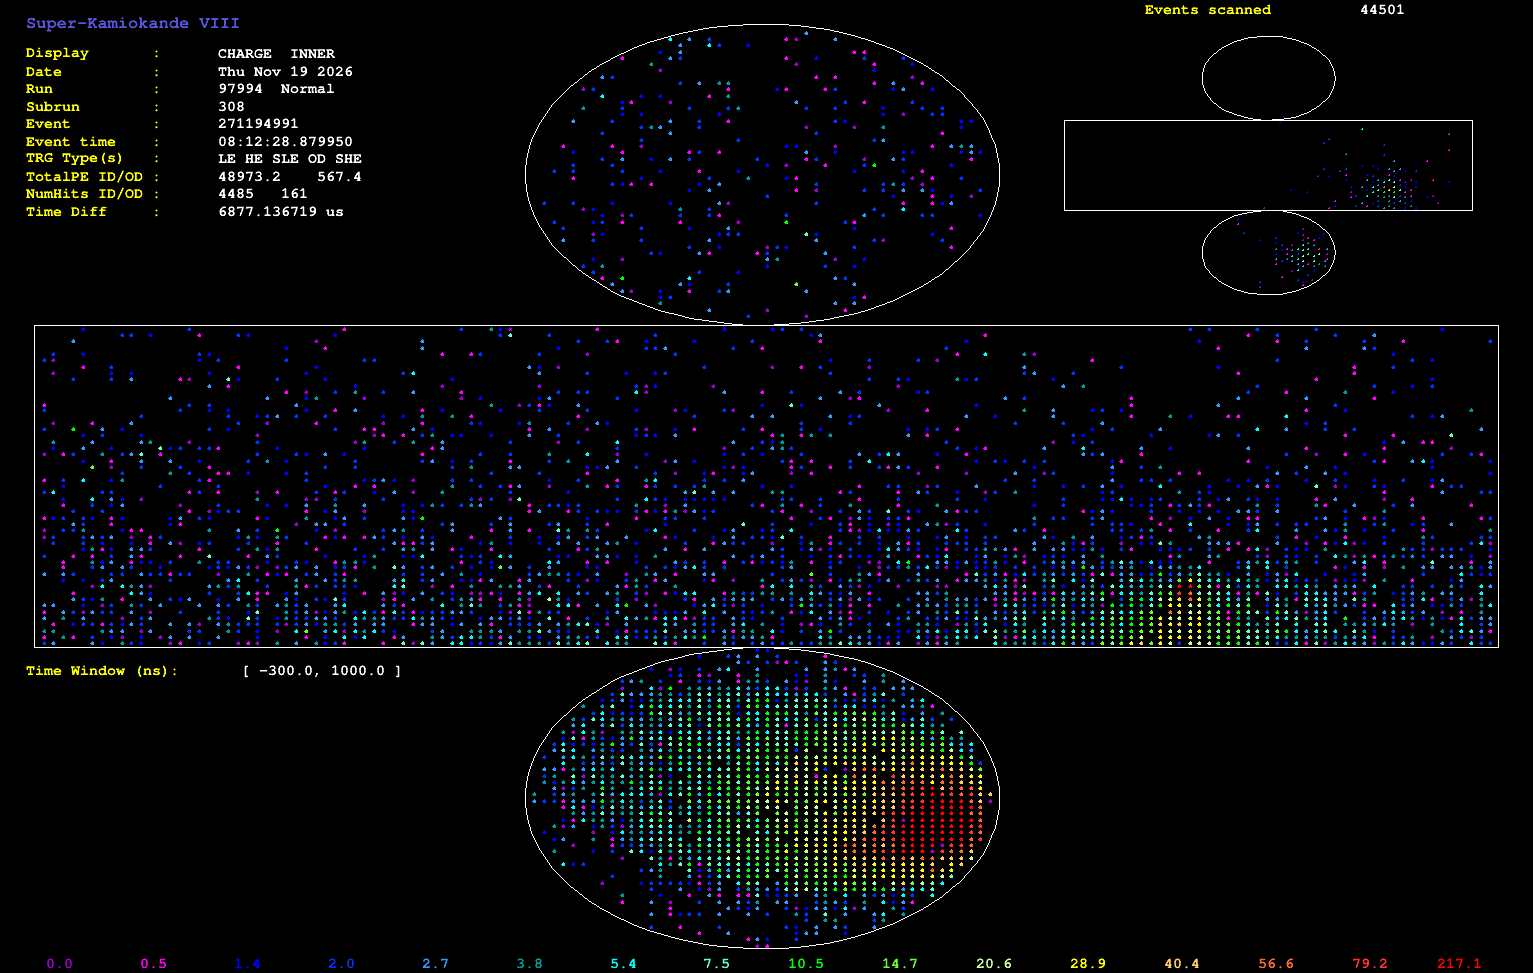 Super-Kamiokande VIII
Display : CHARGE INNER
Date : Thu Nov 19 2026
Run : 97994 Normal
Subrun : 308
Event : 271194991
Event time : 08:12:28.879950
TRG Type(s) : LE HE SLE OD SHE
TotalPE ID/OD : 48973.2 567.4
NumHits ID/OD : 4485 161
Time Diff : 6877.136719 us
Events scanned 44501
Time Window (ns): [ −300.0, 1000.0 ]
0.0 0.5 1.4 2.0 2.7 3.8 5.4 7.5 10.5 14.7 20.6 28.9 40.4 56.6 79.2 217.1